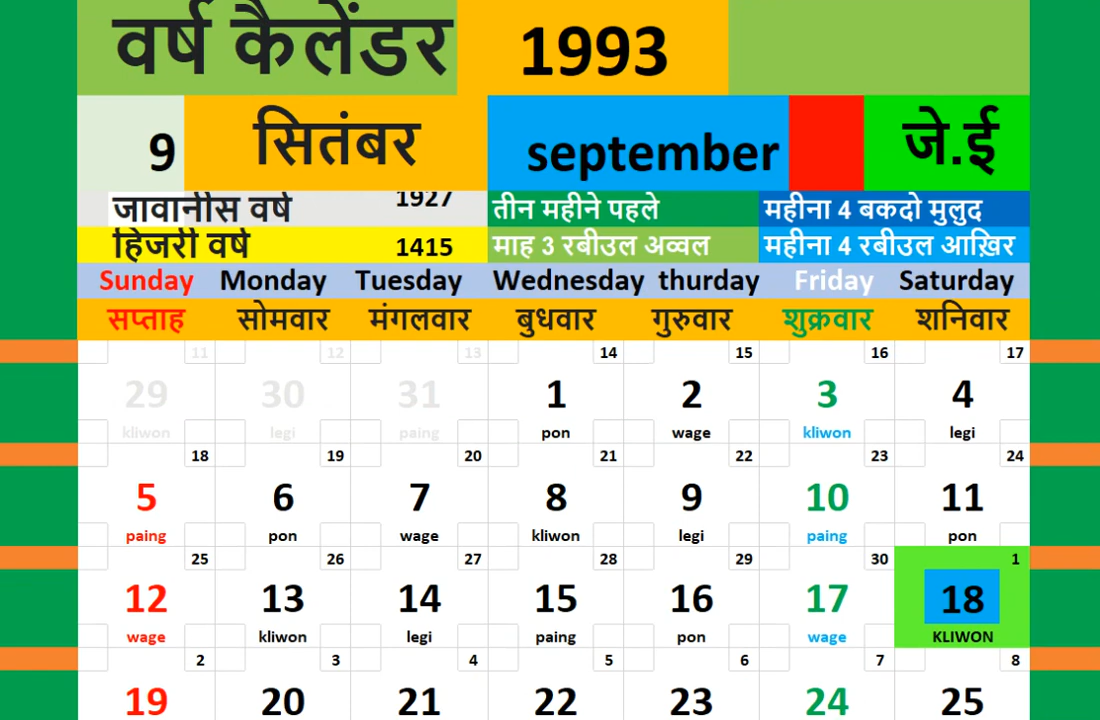 वर्ष कैलेंडर 1993
9 सितंबर september जे.ई
जावानीस वर्ष 1927 तीन महीने पहले महीना 4 बकदो मुलुद
हिजरी वर्ष 1415 माह 3 रबीउल अव्वल महीना 4 रबीउल आख़िर
Sunday Monday Tuesday Wednesday thurday Friday Saturday
सप्ताह सोमवार मंगलवार बुधवार गुरुवार शुक्रवार शनिवार
11 12 13 14 15 16 17
29 30 31 1 2 3 4
kliwon legi paing pon wage kliwon legi
18 19 20 21 22 23 24
5 6 7 8 9 10 11
paing pon wage kliwon legi paing pon
25 26 27 28 29 30 1
12 13 14 15 16 17 18
wage kliwon legi paing pon wage KLIWON
2 3 4 5 6 7 8
19 20 21 22 23 24 25